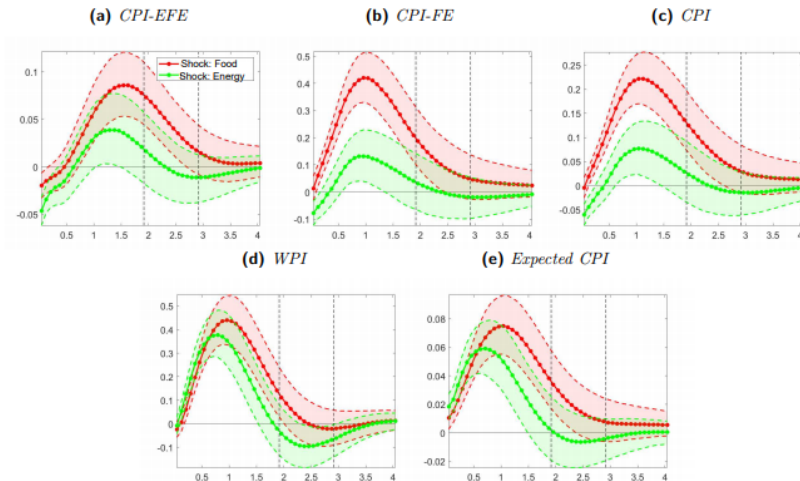 (a) CPI-EFE
(b) CPI-FE
(c) CPI
Shock: Food
Shock: Energy
0.1
0.05
0
-0.05
0.5 1 1.5 2 2.5 3 3.5 4
0.5
0.4
0.3
0.2
0.1
0
-0.1
0.5 1 1.5 2 2.5 3 3.5 4
0.25
0.2
0.15
0.1
0.05
0
-0.05
0.5 1 1.5 2 2.5 3 3.5 4
(d) WPI
(e) Expected CPI
0.5
0.4
0.3
0.2
0.1
0
-0.1
0.5 1 1.5 2 2.5 3 3.5 4
0.08
0.06
0.04
0.02
0
-0.02
0.5 1 1.5 2 2.5 3 3.5 4